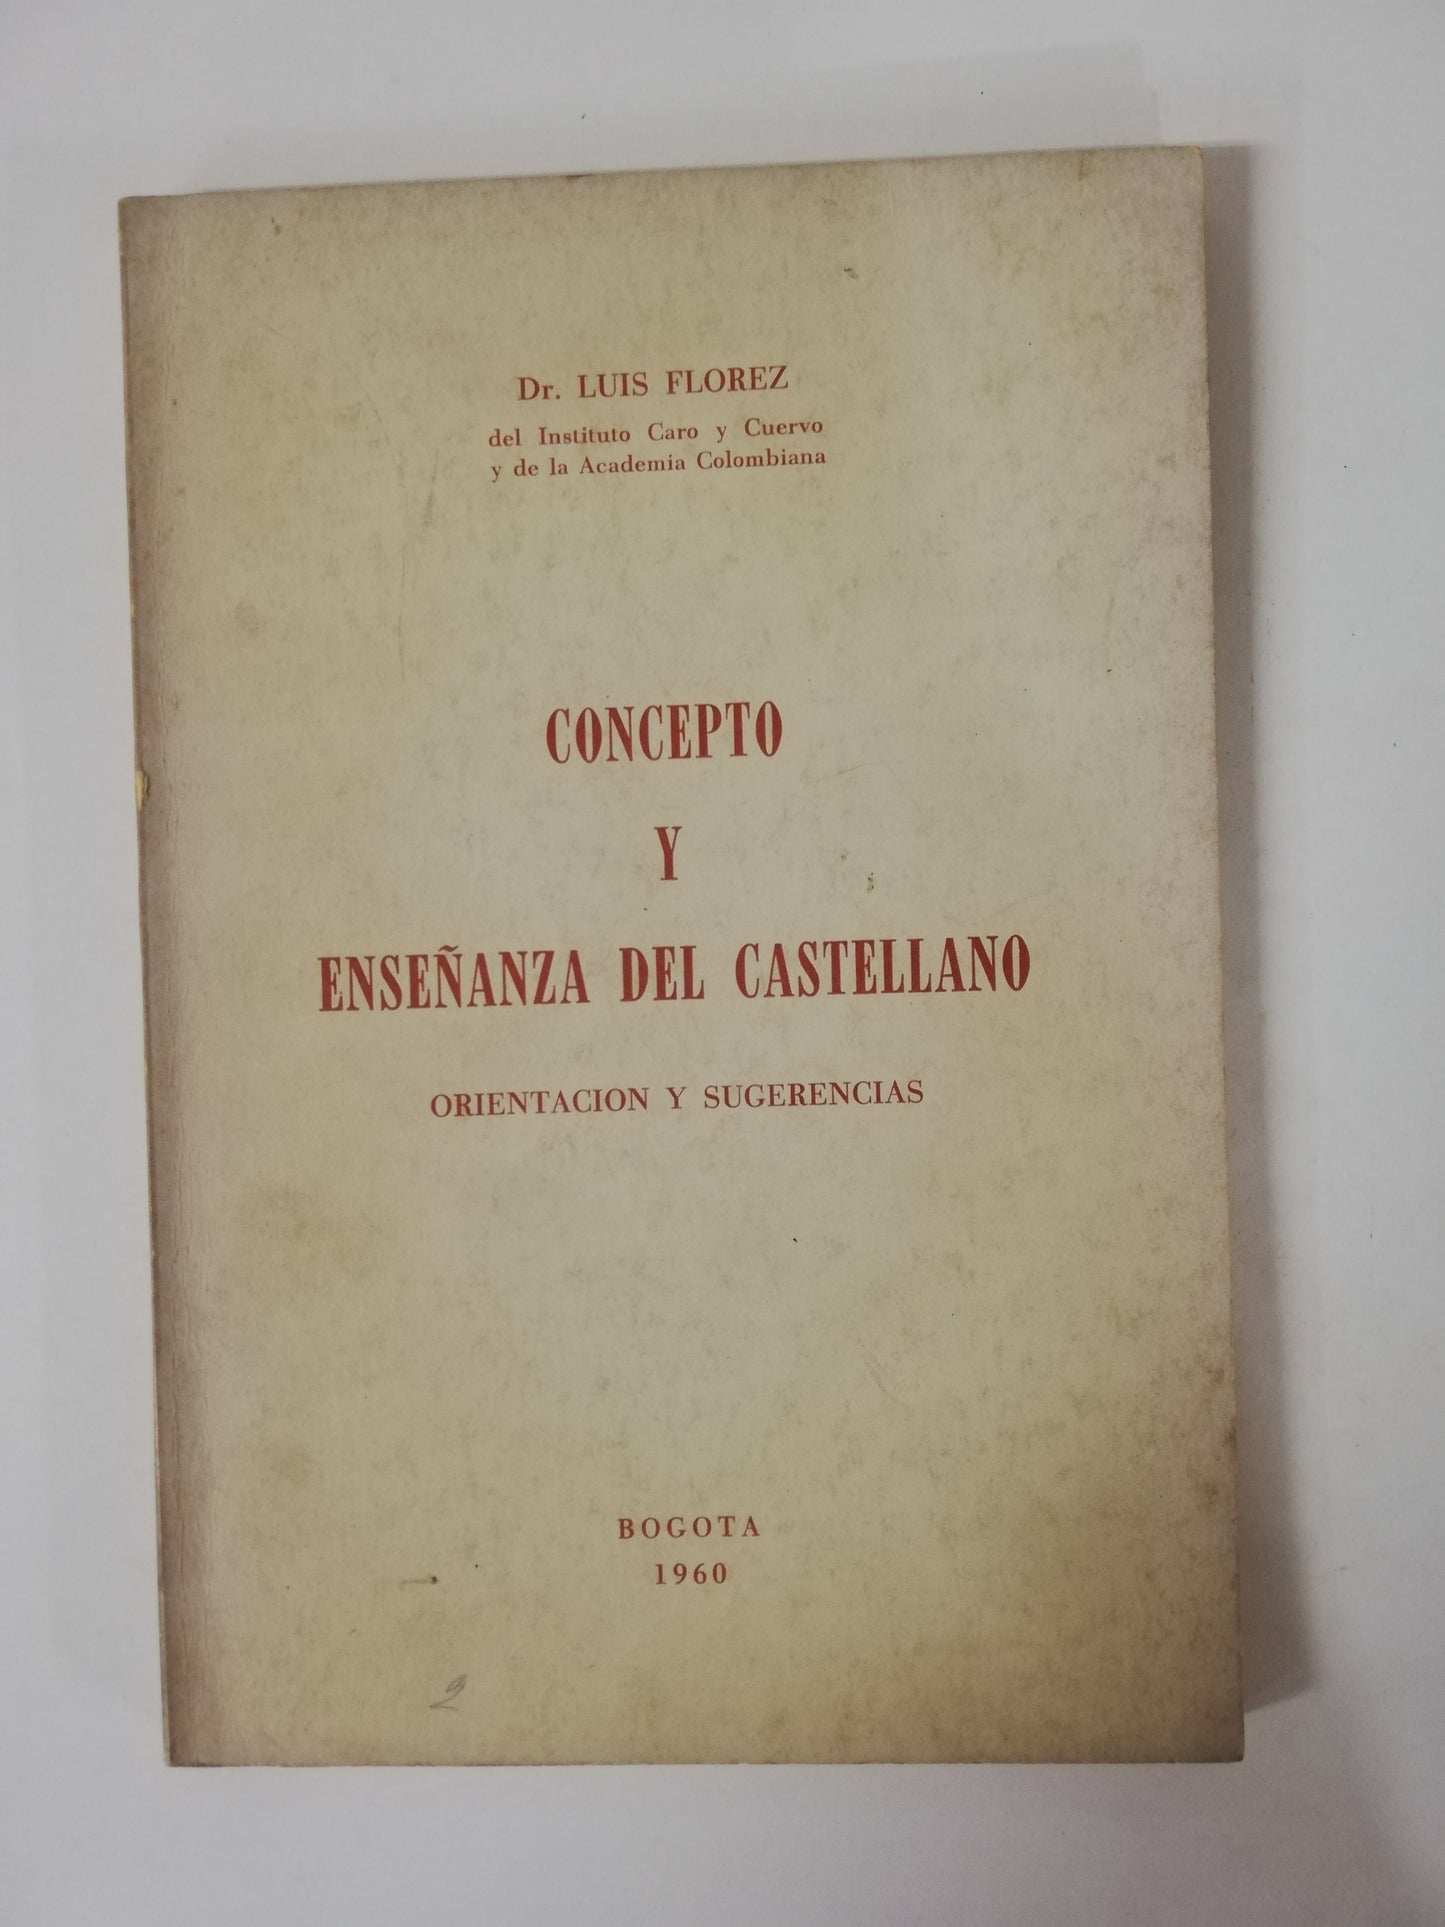 Dr. LUIS FLOREZ
del Instituto Caro y Cuervo
y de la Academia Colombiana
CONCEPTO
Y
ENSEÑANZA DEL CASTELLANO
ORIENTACION Y SUGERENCIAS
BOGOTA
1960
2